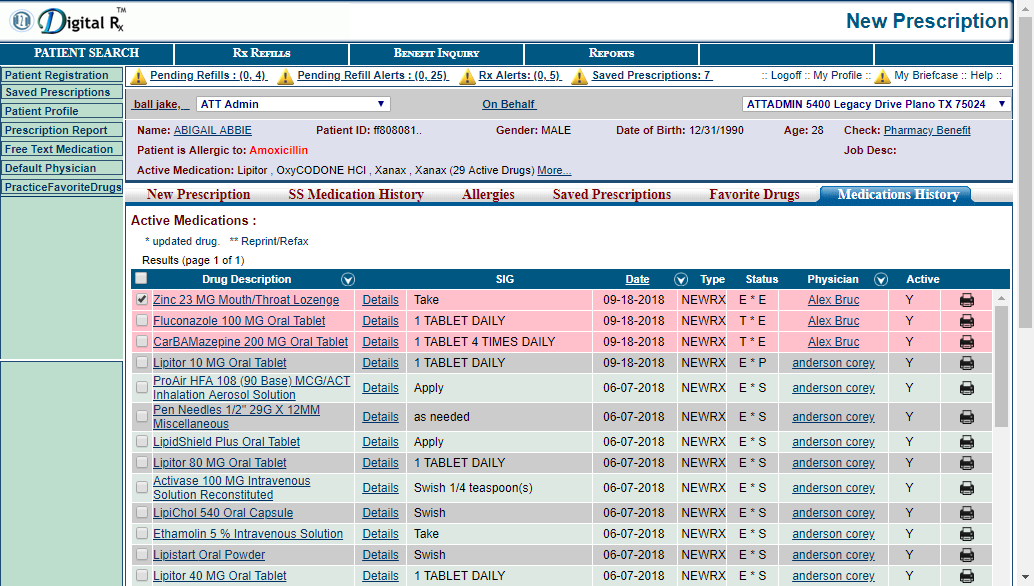 Digital Rx TM
New Prescription
PATIENT SEARCH RX REFILLS BENEFIT INQUIRY REPORTS
Patient Registration
Saved Prescriptions
Patient Profile
Prescription Report
Free Text Medication
Default Physician
PracticeFavoriteDrugs
Pending Refills : (0, 4) Pending Refill Alerts : (0, 25) Rx Alerts: (0, 5) Saved Prescriptions: 7 :: Logoff :: My Profile :: My Briefcase :: Help ::
ball jake, ATT Admin On Behalf ATTADMIN 5400 Legacy Drive Plano TX 75024
Name: ABIGAIL ABBIE Patient ID: ff808081.. Gender: MALE Date of Birth: 12/31/1990 Age: 28 Check: Pharmacy Benefit
Patient is Allergic to: Amoxicillin Job Desc:
Active Medication: Lipitor , OxyCODONE HCl , Xanax , Xanax (29 Active Drugs) More...
New Prescription SS Medication History Allergies Saved Prescriptions Favorite Drugs Medications History
Active Medications :
* updated drug. ** Reprint/Refax
Results (page 1 of 1)
Drug Description SIG Date Type Status Physician Active
Zinc 23 MG Mouth/Throat Lozenge Details Take 09-18-2018 NEWRX E * E Alex Bruc Y
Fluconazole 100 MG Oral Tablet Details 1 TABLET DAILY 09-18-2018 NEWRX T * E Alex Bruc Y
CarBAMazepine 200 MG Oral Tablet Details 1 TABLET 4 TIMES DAILY 09-18-2018 NEWRX T * E Alex Bruc Y
Lipitor 10 MG Oral Tablet Details 1 TABLET DAILY 09-18-2018 NEWRX E * P anderson corey Y
ProAir HFA 108 (90 Base) MCG/ACT
Inhalation Aerosol Solution Details Apply 06-07-2018 NEWRX E * S anderson corey Y
Pen Needles 1/2" 29G X 12MM
Miscellaneous Details as needed 06-07-2018 NEWRX E * S anderson corey Y
LipidShield Plus Oral Tablet Details Apply 06-07-2018 NEWRX E * S anderson corey Y
Lipitor 80 MG Oral Tablet Details 1 TABLET DAILY 06-07-2018 NEWRX E * S anderson corey Y
Activase 100 MG Intravenous
Solution Reconstituted Details Swish 1/4 teaspoon(s) 06-07-2018 NEWRX E * S anderson corey Y
LipiChol 540 Oral Capsule Details Swish 06-07-2018 NEWRX E * S anderson corey Y
Ethamolin 5 % Intravenous Solution Details Take 06-07-2018 NEWRX E * S anderson corey Y
Lipistart Oral Powder Details Swish 06-07-2018 NEWRX E * S anderson corey Y
Lipitor 40 MG Oral Tablet Details 1 TABLET DAILY 06-07-2018 NEWRX E * S anderson corey Y